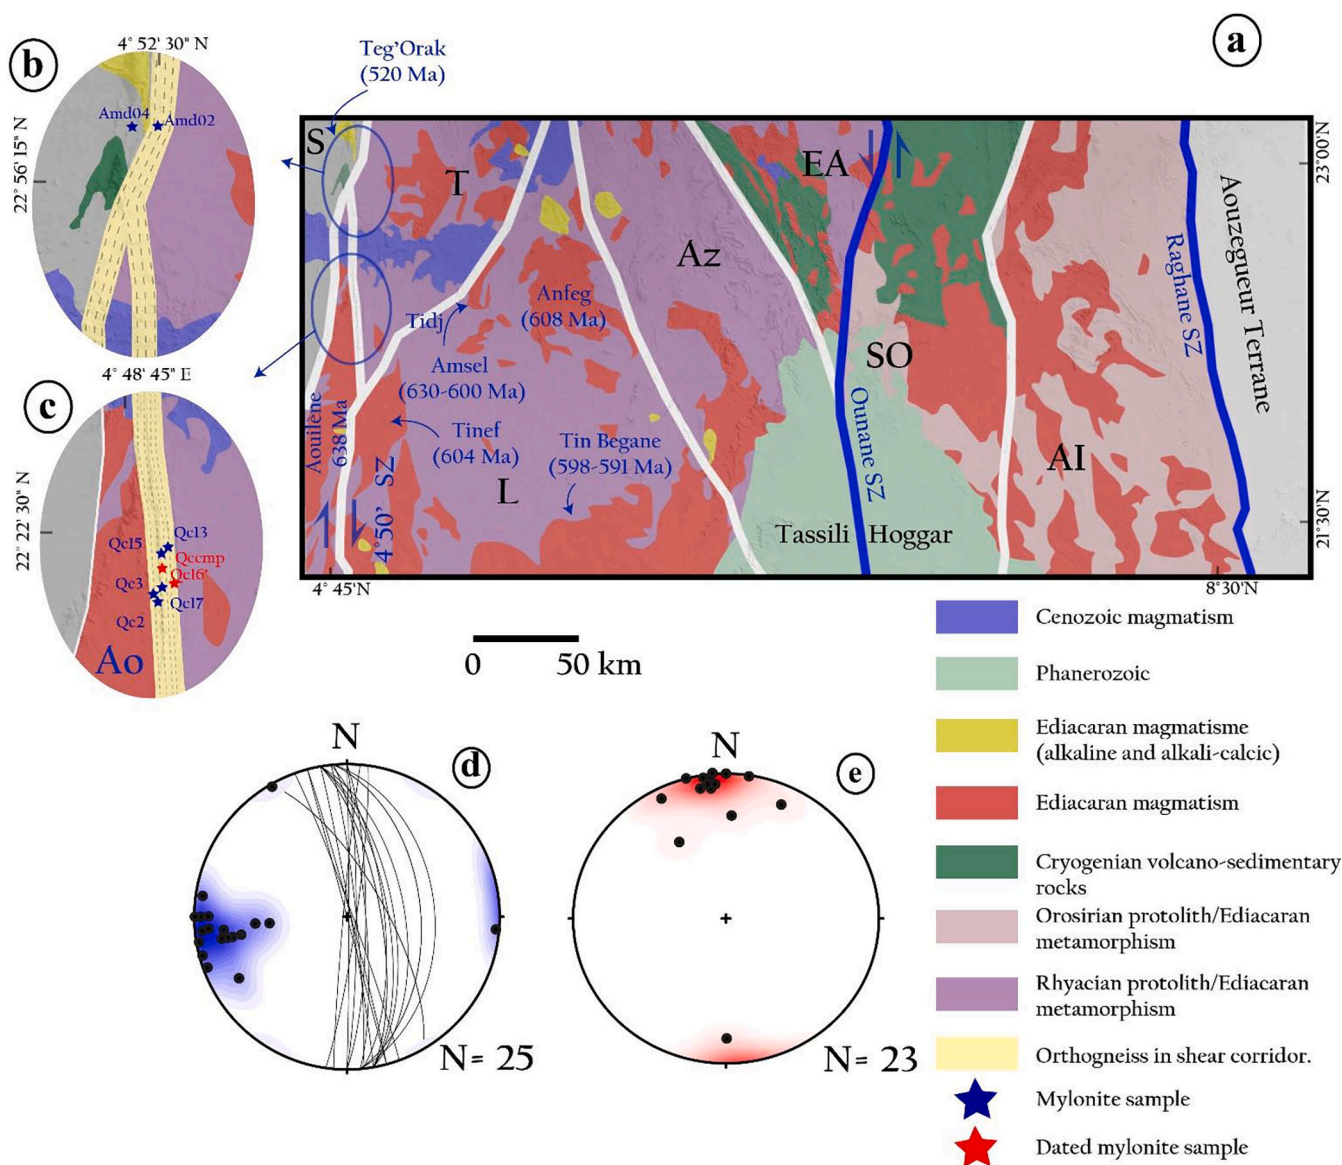 a
b
4° 52' 30" N
22° 56' 15" N
Amd04
Amd02
Teg'Orak
(520 Ma)
S
T
EA
Az
23°00' N
Aouzegueur Terrane
Raghane SZ
Tidj
Anfeg
(608 Ma)
SO
Amsel
(630-600 Ma)
Aouilène
638 Ma
Tinef
(604 Ma)
Tin Begane
(598-591 Ma)
L
4°50' SZ
Ounane SZ
AI
Tassili
Hoggar
21°30' N
4° 45'N
8°30' N
c
4° 48' 45" E
22° 22' 30" N
Qc13
Qc15
Qccmp
Qc16'
Qc3
Qc17
Qc2
Ao
0
50 km
Cenozoic magmatism
Phanerozoic
Ediacaran magmatisme
(alkaline and alkali-calcic)
Ediacaran magmatism
Cryogenian volcano-sedimentary
rocks
Orosirian protolith/Ediacaran
metamorphism
Rhyacian protolith/Ediacaran
metamorphism
Orthogneiss in shear corridor.
Mylonite sample
Dated mylonite sample
N
d
N= 25
N
e
N= 23